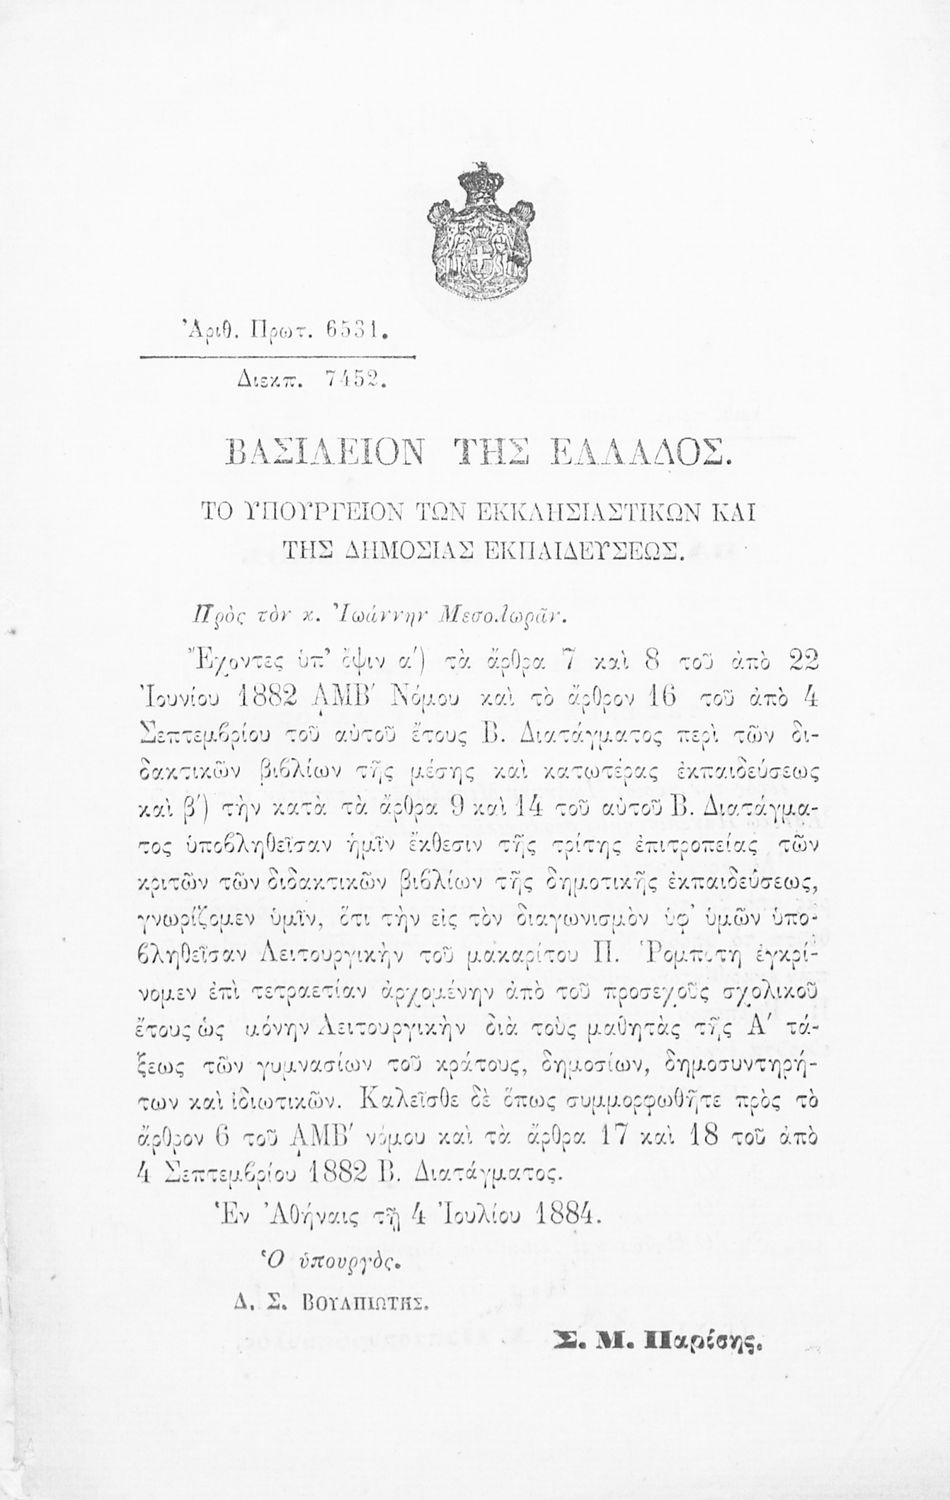 Ἀριθ. Πρωτ. 6531.
Διεκπ. 7452.
ΒΑΣΙΛΕΙΟΝ ΤΗΣ ΕΛΛΑΔΟΣ.
ΤΟ ΥΠΟΥΡΓΕΙΟΝ ΤΩΝ ΕΚΚΛΗΣΙΑΣΤΙΚΩΝ ΚΑΙ
ΤΗΣ ΔΗΜΟΣΙΑΣ ΕΚΠΑΙΔΕΥΣΕΩΣ.
Πρὸς τὸν κ. Ἰωάννην Μεσολωρᾶν.
Ἔχοντες ὑπ’ ὄψιν α′) τὰ ἄρθρα 7 καὶ 8 τοῦ ἀπὸ 22
Ἰουνίου 1882 ͵ΑΜΒ′ Νόμου καὶ τὸ ἄρθρον 16 τοῦ ἀπὸ 4
Σεπτεμβρίου τοῦ αὐτοῦ ἔτους Β. Διατάγματος περὶ τῶν δι-
δακτικῶν βιβλίων τῆς μέσης καὶ κατωτέρας ἐκπαιδεύσεως
καὶ β′) τὴν κατὰ τὰ ἄρθρα 9 καὶ 14 τοῦ αὐτοῦ Β. Διατάγμα-
τος ὑποβληθεῖσαν ἡμῖν ἔκθεσιν τῆς τρίτης ἐπιτροπείας τῶν
κριτῶν τῶν διδακτικῶν βιβλίων τῆς δημοτικῆς ἐκπαιδεύσεως,
γνωρίζομεν ὑμῖν, ὅτι τὴν εἰς τὸν διαγωνισμὸν ὑφ’ ὑμῶν ὑπο-
βληθεῖσαν Λειτουργικὴν τοῦ μακαρίτου Π. Ῥομπότη ἐγκρί-
νομεν ἐπὶ τετραετίαν ἀρχομένην ἀπὸ τοῦ προσεχοῦς σχολικοῦ
ἔτους ὡς μόνην Λειτουργικὴν διὰ τοὺς μαθητὰς τῆς Α′ τά-
ξεως τῶν γυμνασίων τοῦ κράτους, δημοσίων, δημοσυντηρή-
των καὶ ἰδιωτικῶν. Καλεῖσθε δὲ ὅπως συμμορφωθῆτε πρὸς τὸ
ἄρθρον 6 τοῦ ͵ΑΜΒ′ νόμου καὶ τὰ ἄρθρα 17 καὶ 18 τοῦ ἀπὸ
4 Σεπτεμβρίου 1882 Β. Διατάγματος.
Ἐν Ἀθήναις τῇ 4 Ἰουλίου 1884.
Ὁ ὑπουργὸς.
Δ. Σ. ΒΟΥΛΠΙΩΤΗΣ.
Σ. Μ. Παρίσης.